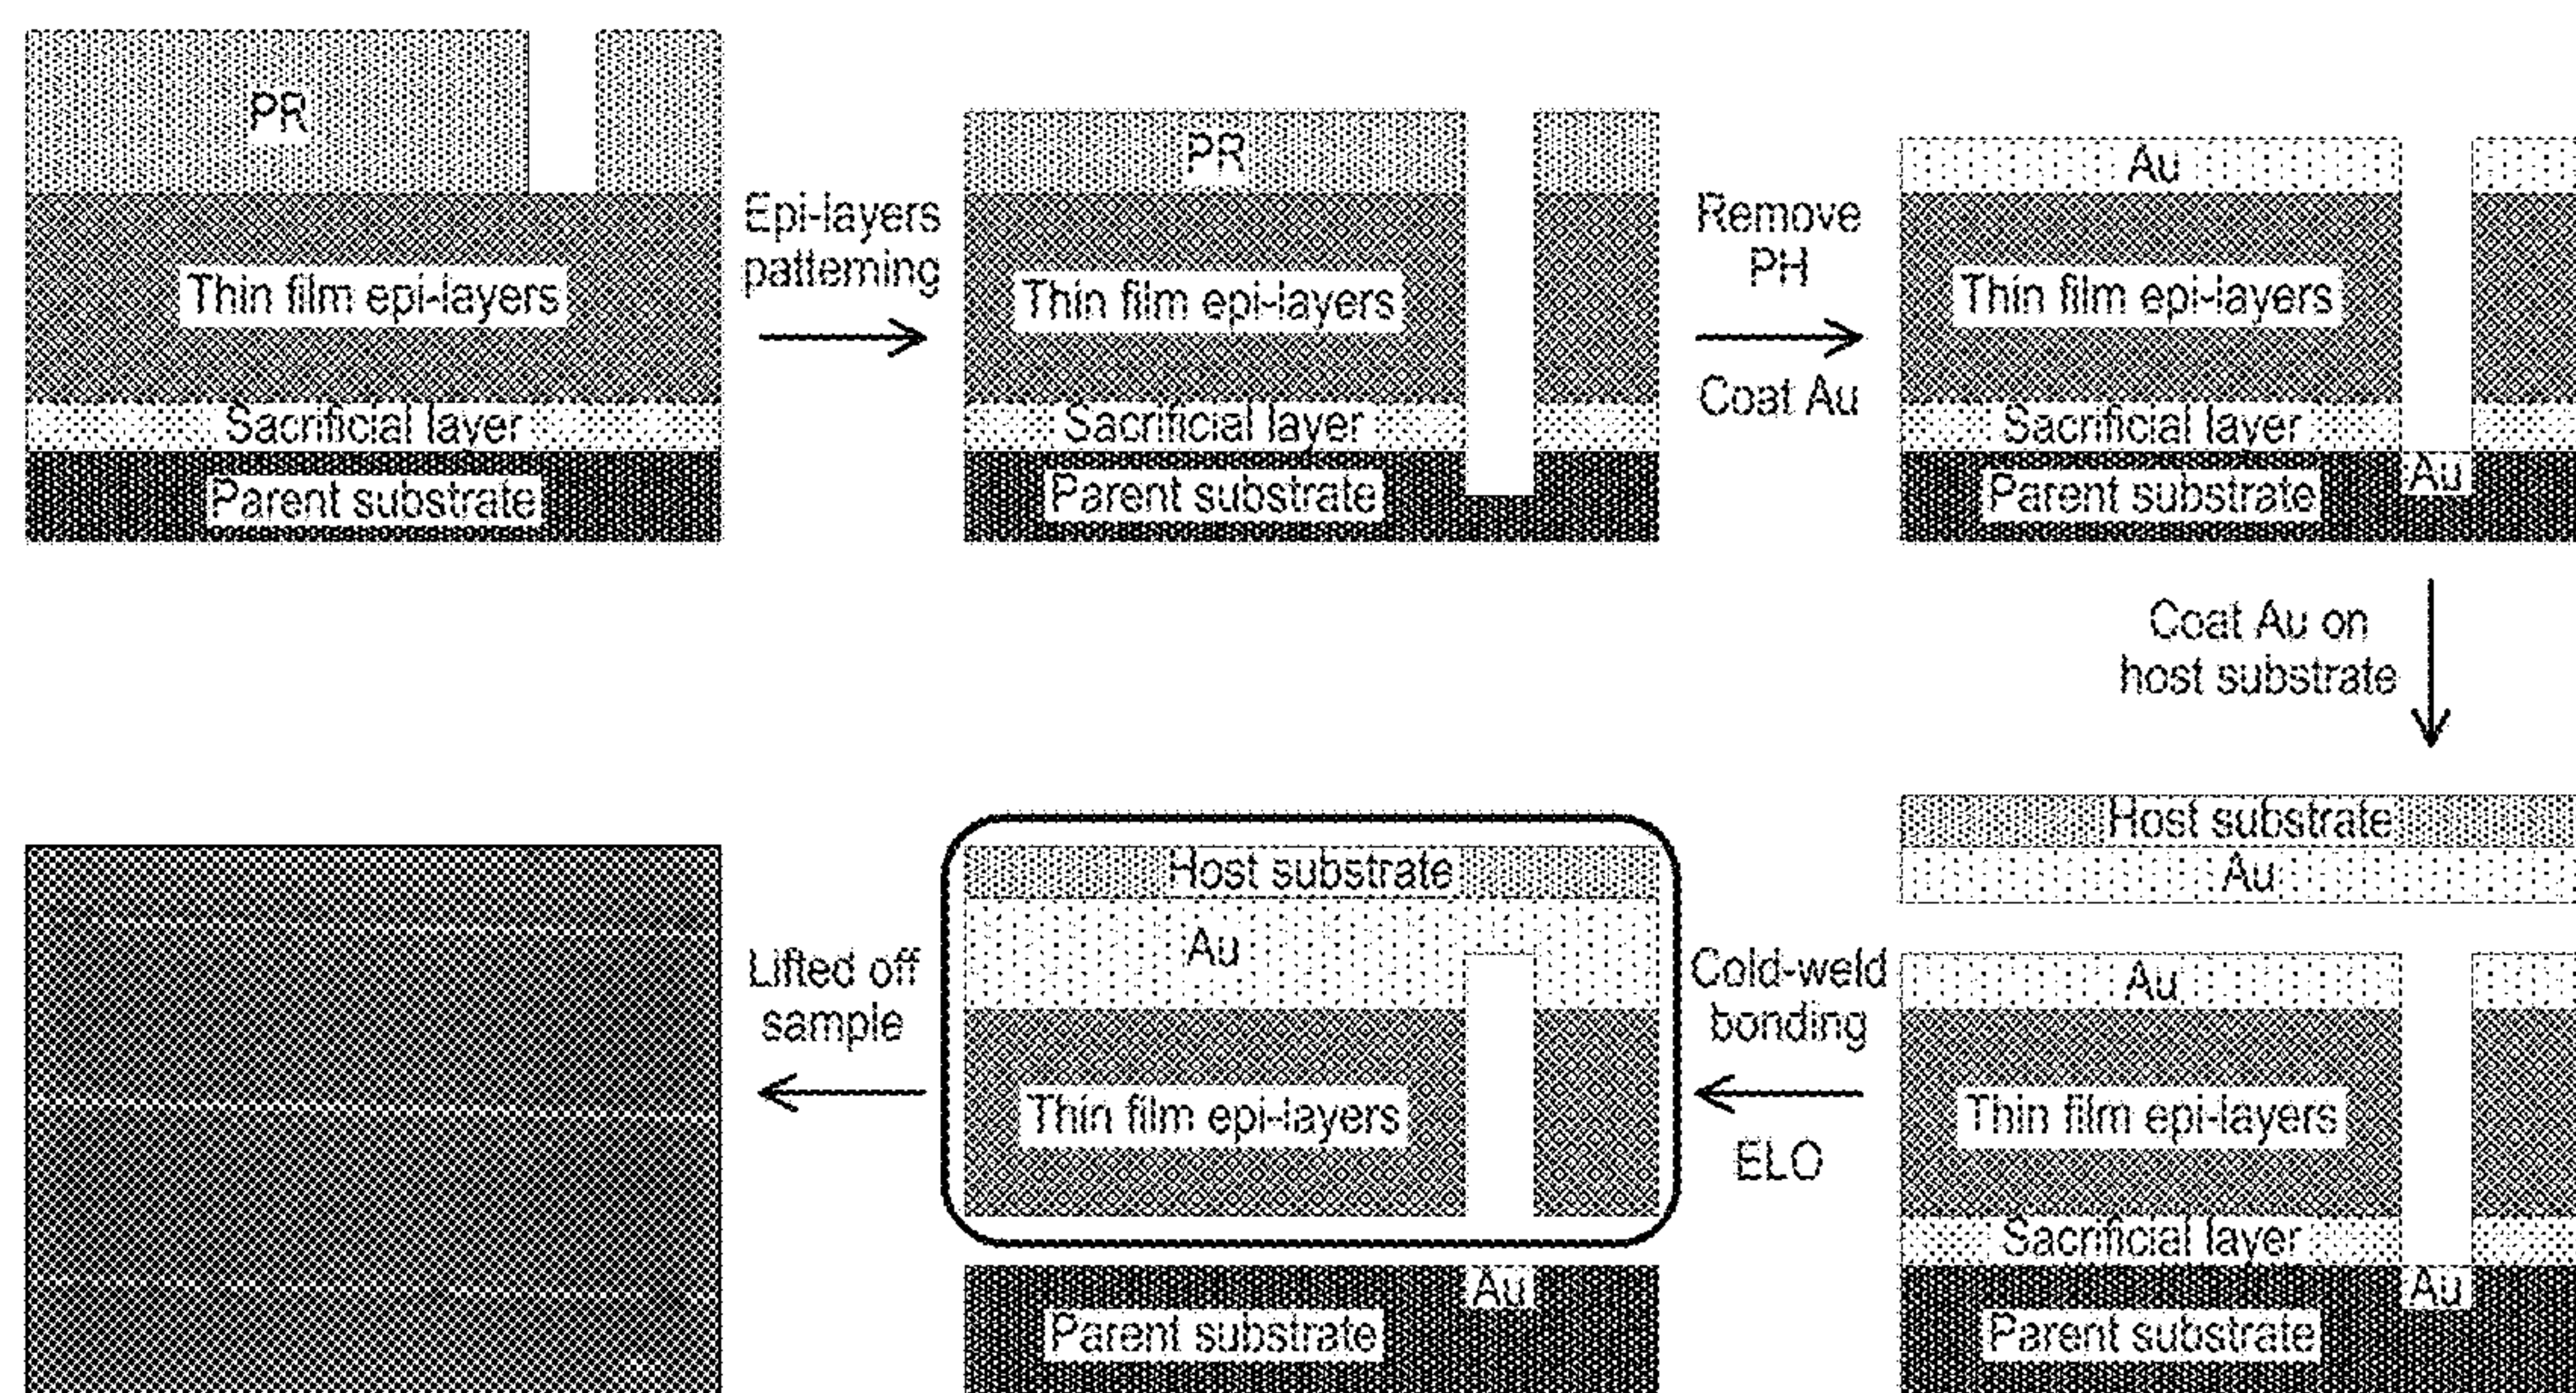 PR
Thin film epi-layers
Sacrificial layer
Parent substrate
Epi-layers
patterning
PR
Thin film epi-layers
Sacrificial layer
Parent substrate
Remove
PH
Coat Au
Au
Thin film epi-layers
Sacrificial layer
Au
Parent substrate
Coat Au on
host substrate
Host substrate
Au
Au
Thin film epi-layers
Sacrificial layer
Au
Parent substrate
Cold-weld
bonding
ELO
Host substrate
Au
Thin film epi-layers
Au
Parent substrate
Lifted off
sample